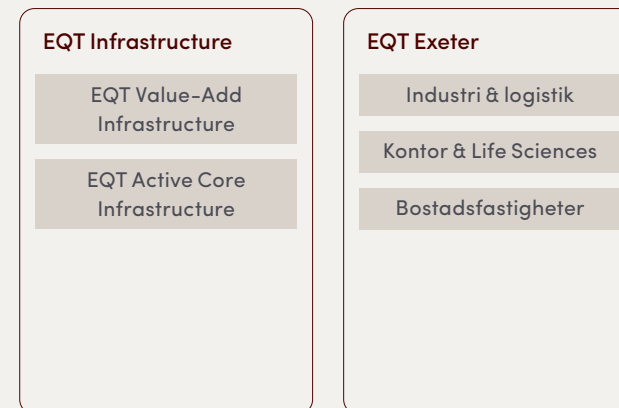 EQT Infrastructure
EQT Value-Add
Infrastructure
EQT Active Core
Infrastructure
EQT Exeter
Industri & logistik
Kontor & Life Sciences
Bostadsfastigheter